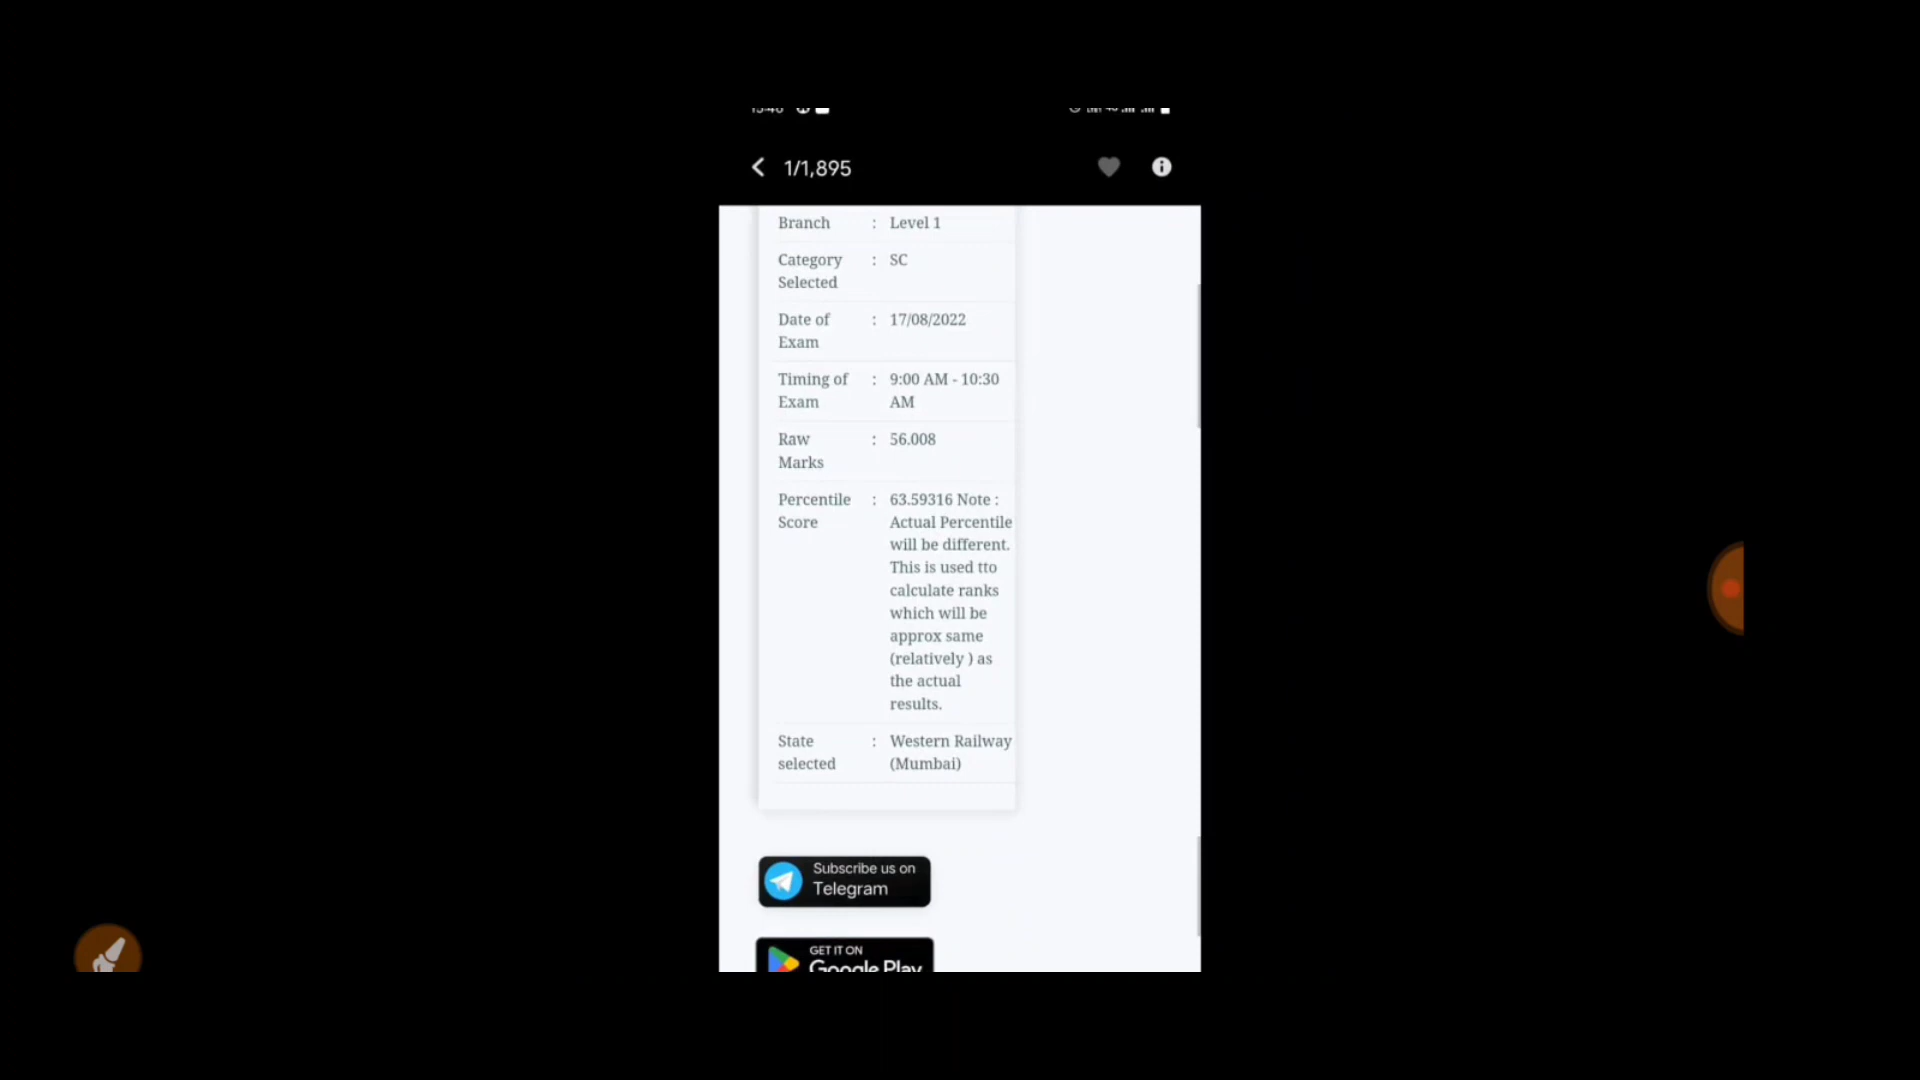 1/1,895
Branch : Level 1
Category : SC
Selected
Date of : 17/08/2022
Exam
Timing of : 9:00 AM - 10:30
Exam AM
Raw : 56.008
Marks
Percentile : 63.59316 Note :
Score Actual Percentile
will be different.
This is used tto
calculate ranks
which will be
approx same
(relatively ) as
the actual
results.
State : Western Railway
selected (Mumbai)
Subscribe us on
Telegram
GET IT ON
Google Play